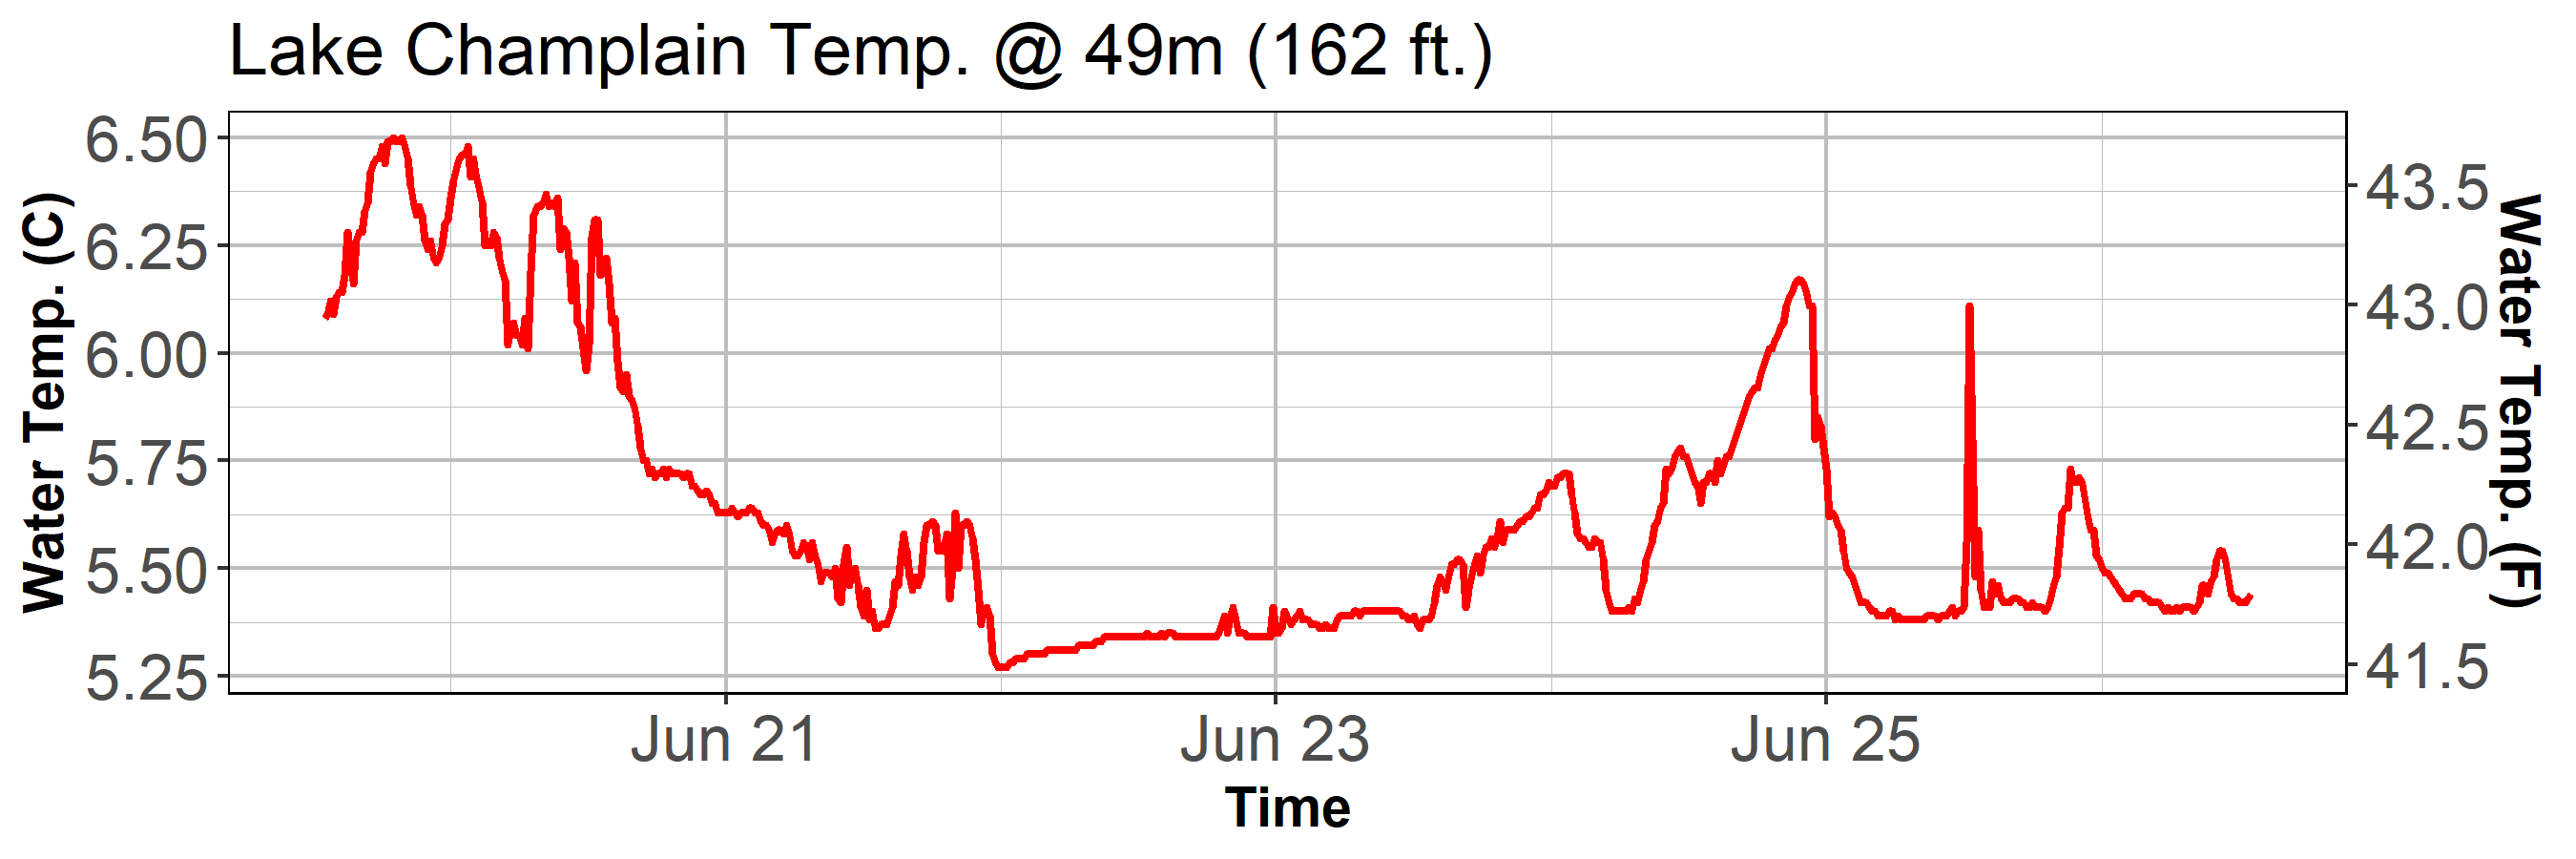 Lake Champlain Temp. @ 49m (162 ft.)
Water Temp. (C)
6.50
6.25
6.00
5.75
5.50
5.25
43.5
43.0
42.5
42.0
41.5
Water Temp. (F)
Jun 21 Jun 23 Jun 25
Time